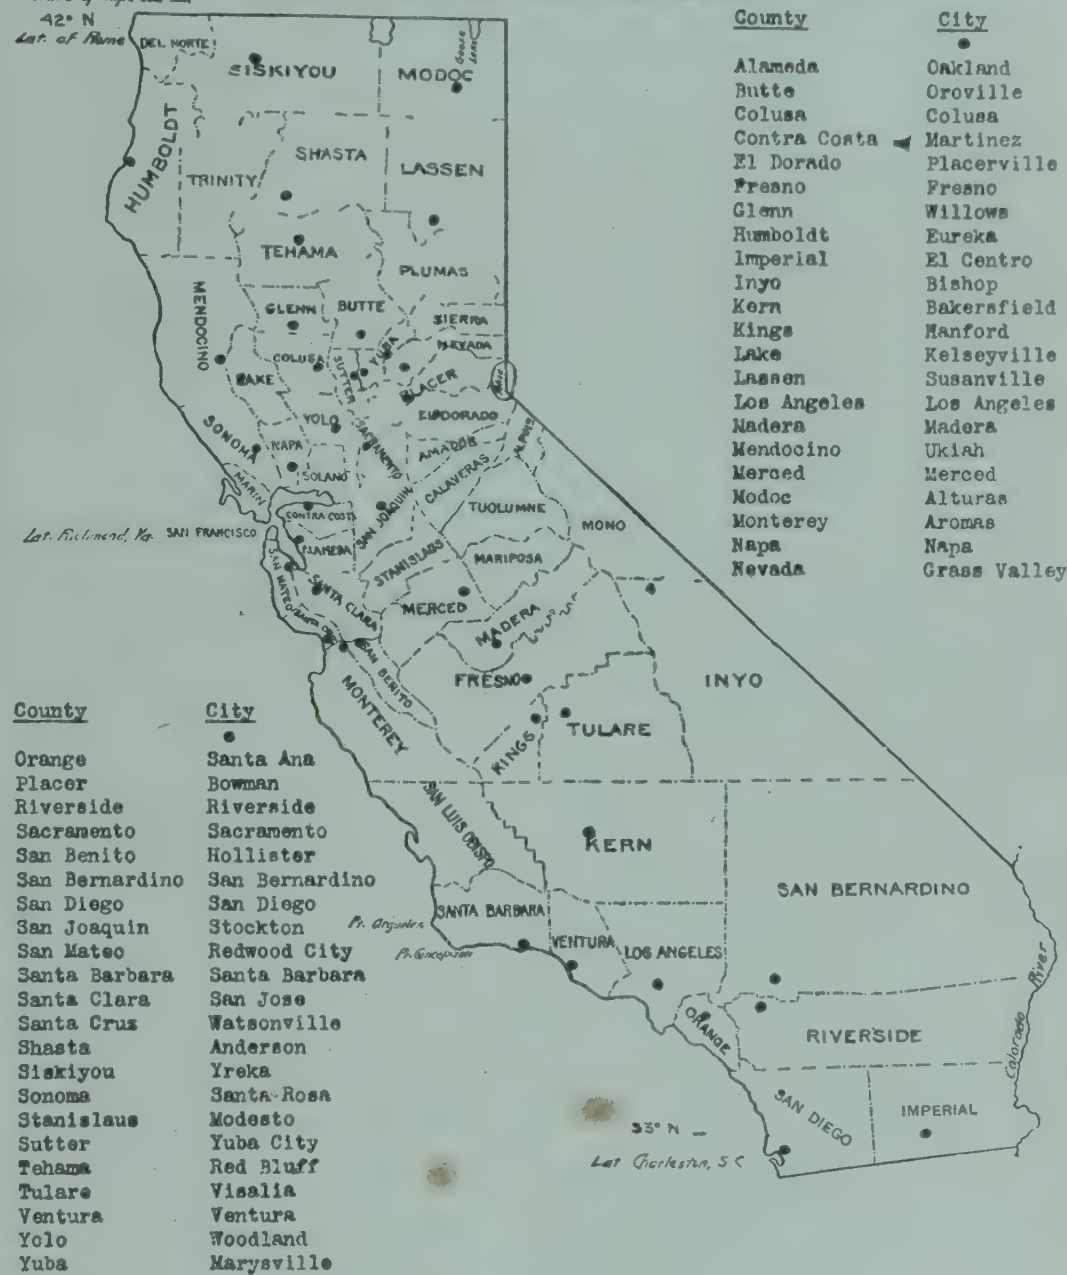 42° N
Lat. of Rome
DEL NORTE
SISKIYOU
MODOC
Goose Lake
HUMBOLDT
TRINITY
SHASTA
LASSEN
TEHAMA
PLUMAS
MENDOCINO
GLENN
BUTTE
SIERRA
NEVADA
COLUSA
SUTTER
YUBA
LAKE
PLACER
EL DORADO
SONOMA
NAPA
YOLO
SACRAMENTO
AMADOR
ALPINE
MARIN
SOLANO
CALAVERAS
TUOLUMNE
MONO
CONTRA COSTA
SAN JOAQUIN
Lat. Richmond, Va.
SAN FRANCISCO
ALAMEDA
STANISLAUS
MARIPOSA
SAN MATEO
SANTA CLARA
SANTA CRUZ
MERCED
MADERA
SAN BENITO
FRESNO
INYO
MONTEREY
KINGS
TULARE
SAN LUIS OBISPO
KERN
SAN BERNARDINO
SANTA BARBARA
Pt. Arguello
Pt. Concepcion
VENTURA
LOS ANGELES
ORANGE
RIVERSIDE
Colorado River
SAN DIEGO
IMPERIAL
33° N
Lat Charleston, S C
County City
Alameda Oakland
Butte Oroville
Colusa Colusa
Contra Costa Martinez
El Dorado Placerville
Fresno Fresno
Glenn Willows
Humboldt Eureka
Imperial El Centro
Inyo Bishop
Kern Bakersfield
Kings Hanford
Lake Kelseyville
Lassen Susanville
Los Angeles Los Angeles
Madera Madera
Mendocino Ukiah
Merced Merced
Modoc Alturas
Monterey Aromas
Napa Napa
Nevada Grass Valley
County City
Orange Santa Ana
Placer Bowman
Riverside Riverside
Sacramento Sacramento
San Benito Hollister
San Bernardino San Bernardino
San Diego San Diego
San Joaquin Stockton
San Mateo Redwood City
Santa Barbara Santa Barbara
Santa Clara San Jose
Santa Cruz Watsonville
Shasta Anderson
Siskiyou Yreka
Sonoma Santa Rosa
Stanislaus Modesto
Sutter Yuba City
Tehama Red Bluff
Tulare Visalia
Ventura Ventura
Yolo Woodland
Yuba Marysville